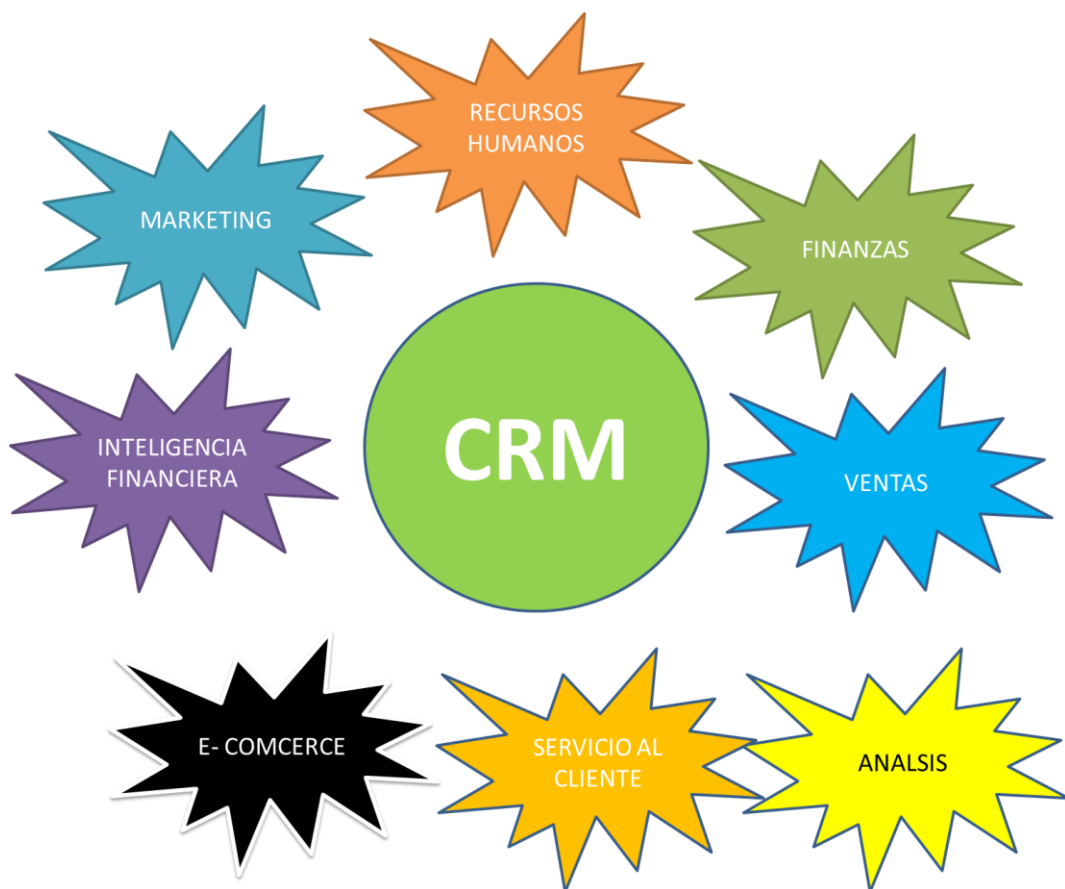 RECURSOS
HUMANOS
MARKETING
FINANZAS
CRM
INTELIGENCIA
FINANCIERA
VENTAS
E- COMCERCE
SERVICIO AL
CLIENTE
ANALSIS